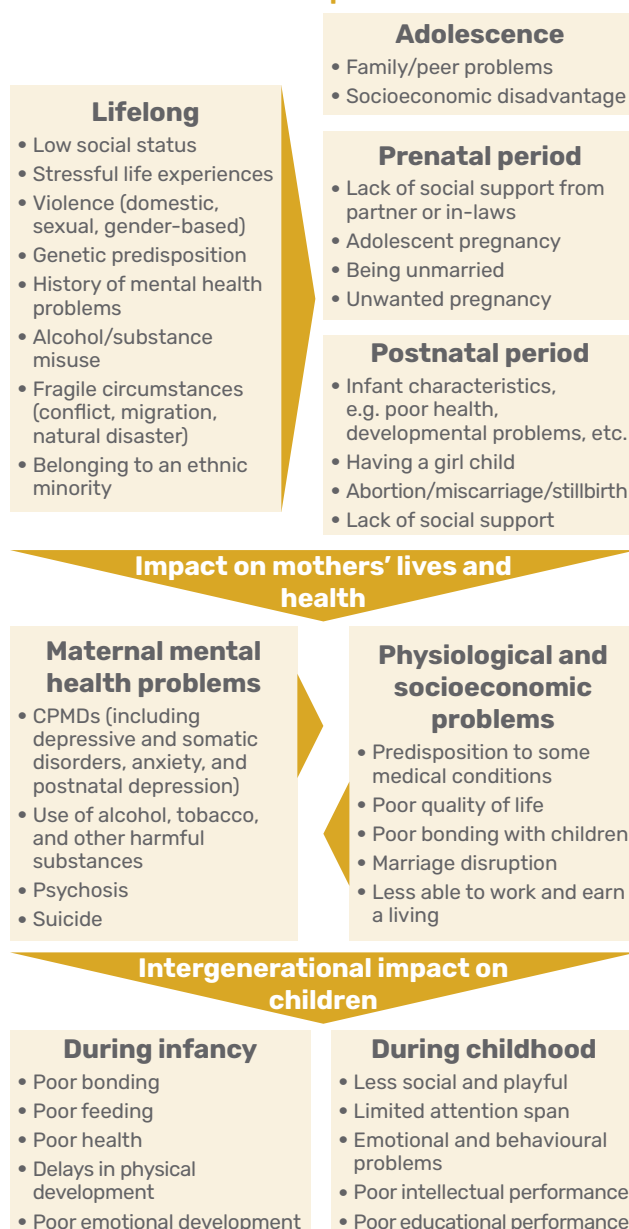 Lifelong
• Low social status
• Stressful life experiences
• Violence (domestic,
sexual, gender-based)
• Genetic predisposition
• History of mental health
problems
• Alcohol/substance
misuse
• Fragile circumstances
(conflict, migration,
natural disaster)
• Belonging to an ethnic
minority
Adolescence
• Family/peer problems
• Socioeconomic disadvantage
Prenatal period
• Lack of social support from
partner or in-laws
• Adolescent pregnancy
• Being unmarried
• Unwanted pregnancy
Postnatal period
• Infant characteristics,
e.g. poor health,
developmental problems, etc.
• Having a girl child
• Abortion/miscarriage/stillbirth
• Lack of social support
Impact on mothers’ lives and
health
Maternal mental
health problems
• CPMDs (including
depressive and somatic
disorders, anxiety, and
postnatal depression)
• Use of alcohol, tobacco,
and other harmful
substances
• Psychosis
• Suicide
Physiological and
socioeconomic
problems
• Predisposition to some
medical conditions
• Poor quality of life
• Poor bonding with children
• Marriage disruption
• Less able to work and earn
a living
Intergenerational impact on
children
During infancy
• Poor bonding
• Poor feeding
• Poor health
• Delays in physical
development
• Poor emotional development
During childhood
• Less social and playful
• Limited attention span
• Emotional and behavioural
problems
• Poor intellectual performance
• Poor educational performance